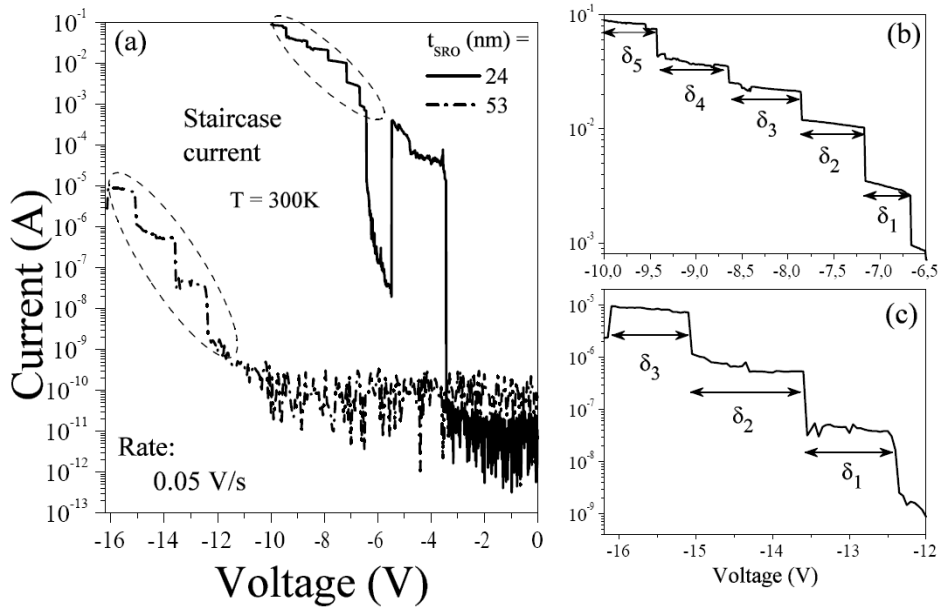 (a)
t_SRO (nm) =
24
53
Staircase
current
T = 300K
Rate:
0.05 V/s
Current (A)
10^-1
10^0
10^-1
10^-2
10^-3
10^-4
10^-5
10^-6
10^-7
10^-8
10^-9
10^-10
10^-11
10^-12
10^-13
-16 -14 -12 -10 -8 -6 -4 -2 0
Voltage (V)
(b)
10^-1
10^-2
10^-3
δ5
δ4
δ3
δ2
δ1
-10,0 -9,5 -9,0 -8,5 -8,0 -7,5 -7,0 -6,5
(c)
10^-5
10^-6
10^-7
10^-8
10^-9
δ3
δ2
δ1
-16 -15 -14 -13 -12
Voltage (V)